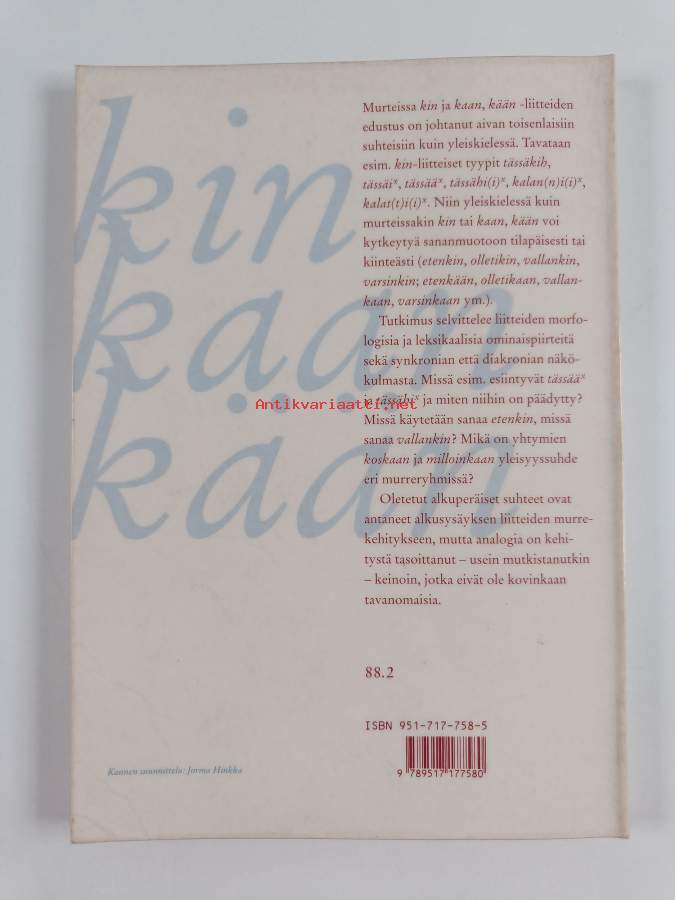 kin
kaan
kään
Murteissa kin ja kaan, kään -liitteiden
edustus on johtanut aivan toisenlaisiin
suhteisiin kuin yleiskielessä. Tavataan
esim. kin-liitteiset tyypit tässäkih,
tässäiˣ, tässääˣ, tässähi(i)ˣ, kalan(n)i(i)ˣ,
kalat(t)i(i)ˣ. Niin yleiskielessä kuin
murteissakin kin tai kaan, kään voi
kytkeytyä sananmuotoon tilapäisesti tai
kiinteästi (etenkin, olletikin, vallankin,
varsinkin; etenkään, olletikaan, vallan-
kaan, varsinkaan ym.).
Tutkimus selvittelee liitteiden morfo-
logisia ja leksikaalisia ominaispiirteitä
sekä synkronian että diakronian näkö-
kulmasta. Missä esim. esiintyvät tässääˣ
ja tässähiˣ ja miten niihin on päädytty?
Missä käytetään sanaa etenkin, missä
sanaa vallankin? Mikä on yhtymien
koskaan ja milloinkaan yleisyyssuhde
eri murreryhmissä?
Oletetut alkuperäiset suhteet ovat
antaneet alkusysäyksen liitteiden murre-
kehitykseen, mutta analogia on kehi-
tystä tasoittanut – usein mutkistanutkin
– keinoin, jotka eivät ole kovinkaan
tavanomaisia.
Antikvariaatti.net
88.2
ISBN 951-717-758-5
9 789517 177580
Kannen suunnittelu: Jorma Hinkka